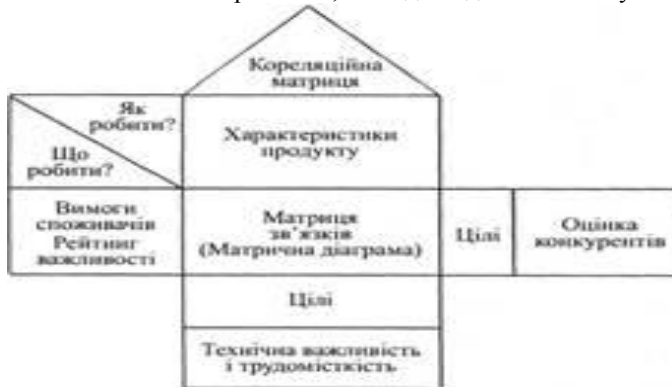 Кореляційна
матриця
Як
робити?
Що
робити?
Характеристики
продукту
Вимоги
споживачів
Рейтинг
важливості
Матриця
зв'язків
(Матрична діаграма)
Цілі
Оцінка
конкурентів
Цілі
Технічна важливість
і трудомісткість